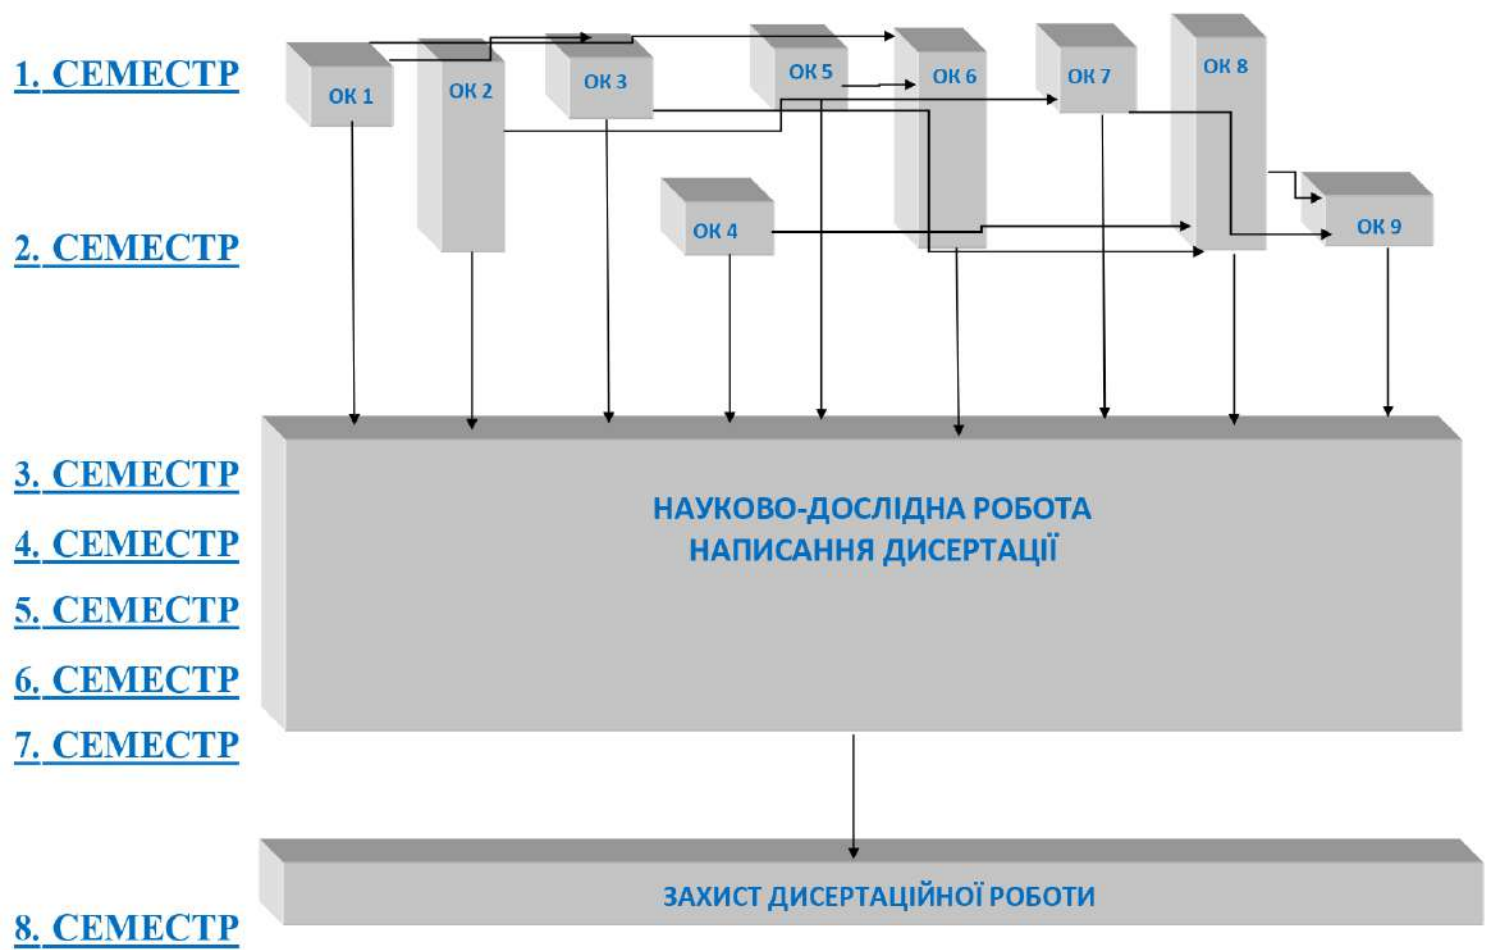 1. СЕМЕСТР
ОК 1
ОК 2
ОК 3
ОК 5
ОК 6
ОК 7
ОК 8
2. СЕМЕСТР
ОК 4
ОК 9
3. СЕМЕСТР
НАУКОВО-ДОСЛІДНА РОБОТА
НАПИСАННЯ ДИСЕРТАЦІЇ
4. СЕМЕСТР
5. СЕМЕСТР
6. СЕМЕСТР
7. СЕМЕСТР
ЗАХИСТ ДИСЕРТАЦІЙНОЇ РОБОТИ
8. СЕМЕСТР